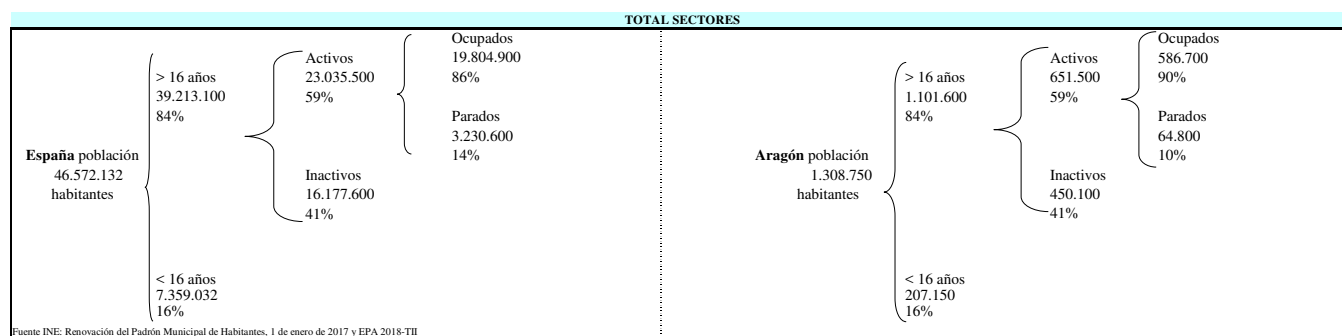 TOTAL SECTORES
España población
46.572.132
habitantes
> 16 años
39.213.100
84%
Activos
23.035.500
59%
Ocupados
19.804.900
86%
Parados
3.230.600
14%
Inactivos
16.177.600
41%
< 16 años
7.359.032
16%
Aragón población
1.308.750
habitantes
> 16 años
1.101.600
84%
Activos
651.500
59%
Ocupados
586.700
90%
Parados
64.800
10%
Inactivos
450.100
41%
< 16 años
207.150
16%
Fuente INE: Renovación del Padrón Municipal de Habitantes, 1 de enero de 2017 y EPA 2018-TII